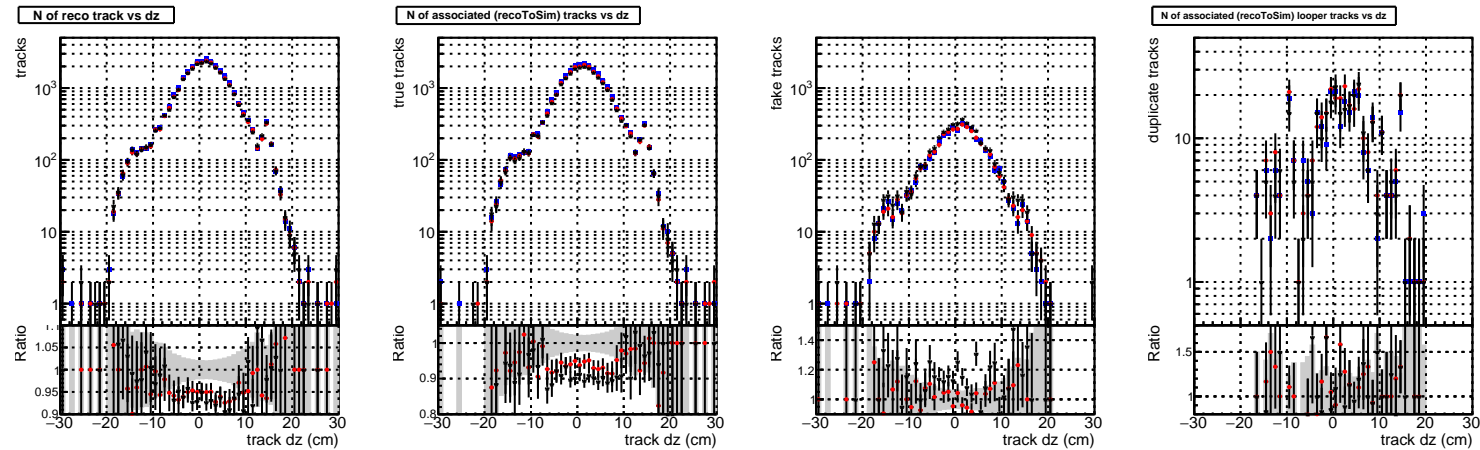 N of reco track vs dz
tracks
10³
10²
10
1
Ratio
1.1
1.05
1
0.95
0.9
−30 −20 −10 0 10 20 30
track dz (cm)
N of associated (recoToSim) tracks vs dz
true tracks
10³
10²
10
1
Ratio
1
0.9
0.8
−30 −20 −10 0 10 20 30
track dz (cm)
fake tracks
10³
10²
10
1
Ratio
1.4
1.2
1
−30 −20 −10 0 10 20 30
track dz (cm)
N of associated (recoToSim) looper tracks vs dz
duplicate tracks
10
1
Ratio
1.5
1
−30 −20 −10 0 10 20 30
track dz (cm)